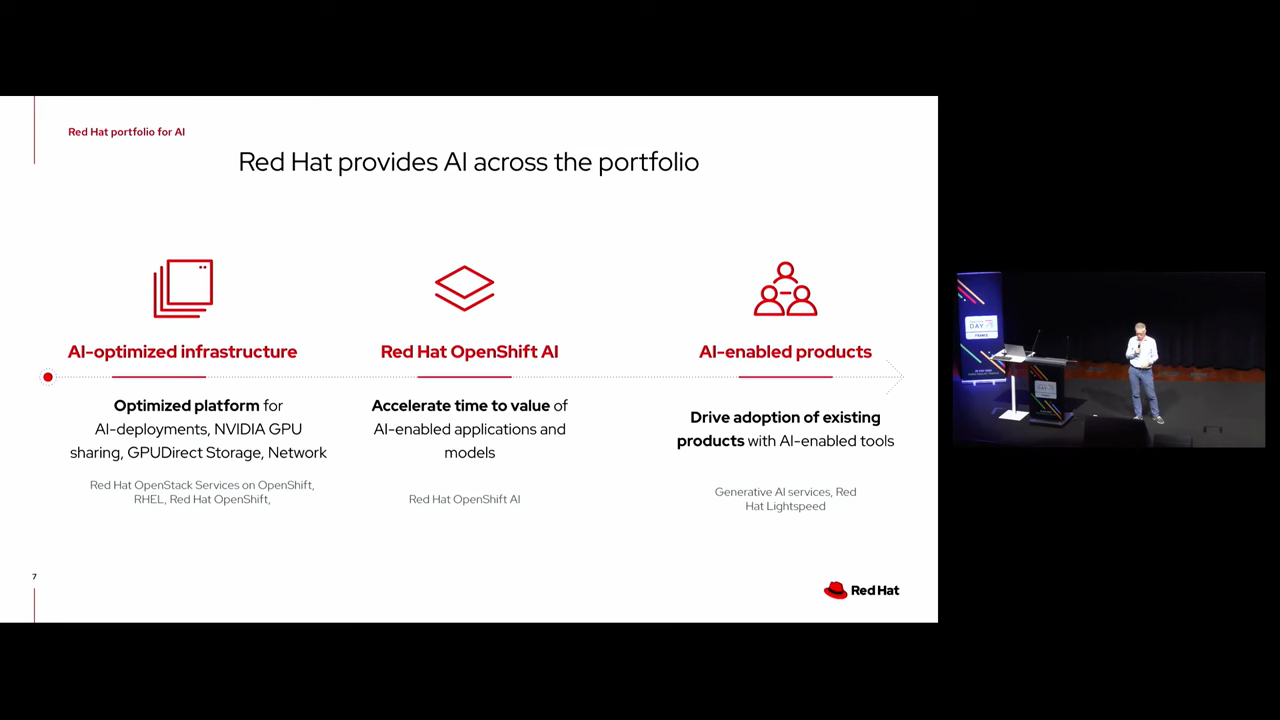 Red Hat portfolio for AI
Red Hat provides AI across the portfolio
AI-optimized infrastructure
Optimized platform for
AI-deployments, NVIDIA GPU
sharing, GPUDirect Storage, Network
Red Hat OpenStack Services on OpenShift,
RHEL, Red Hat OpenShift,
Red Hat OpenShift AI
Accelerate time to value of
AI-enabled applications and
models
Red Hat OpenShift AI
AI-enabled products
Drive adoption of existing
products with AI-enabled tools
Generative AI services, Red
Hat Lightspeed
7
Red Hat
DAY
FRANCE
DAY